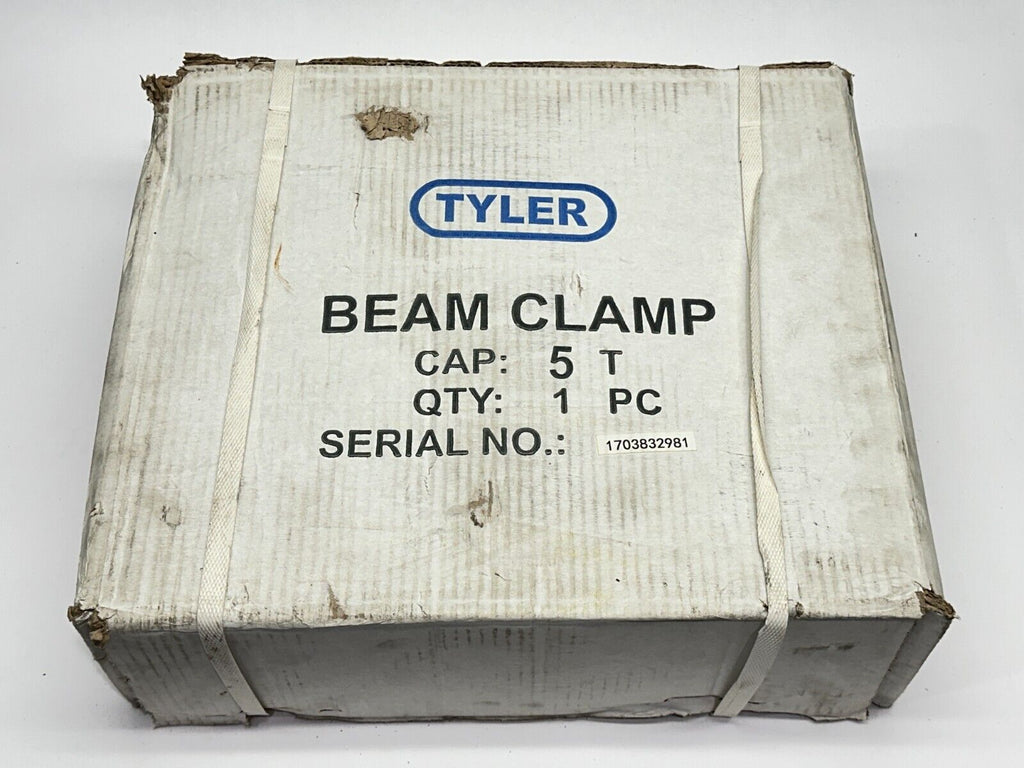 TYLER
BEAM CLAMP
CAP: 5 T
QTY: 1 PC
SERIAL NO.: 1703832981